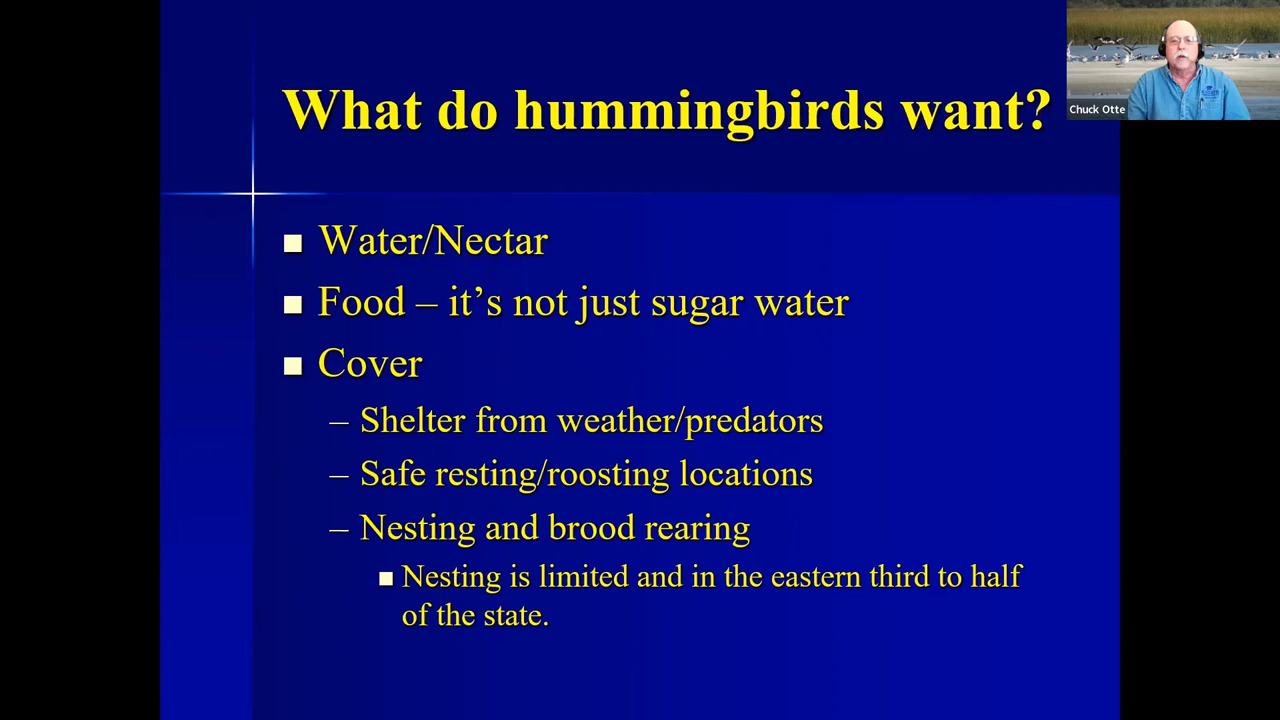 What do hummingbirds want?
Chuck Otte
■ Water/Nectar
■ Food – it's not just sugar water
■ Cover
– Shelter from weather/predators
– Safe resting/roosting locations
– Nesting and brood rearing
■ Nesting is limited and in the eastern third to half
of the state.